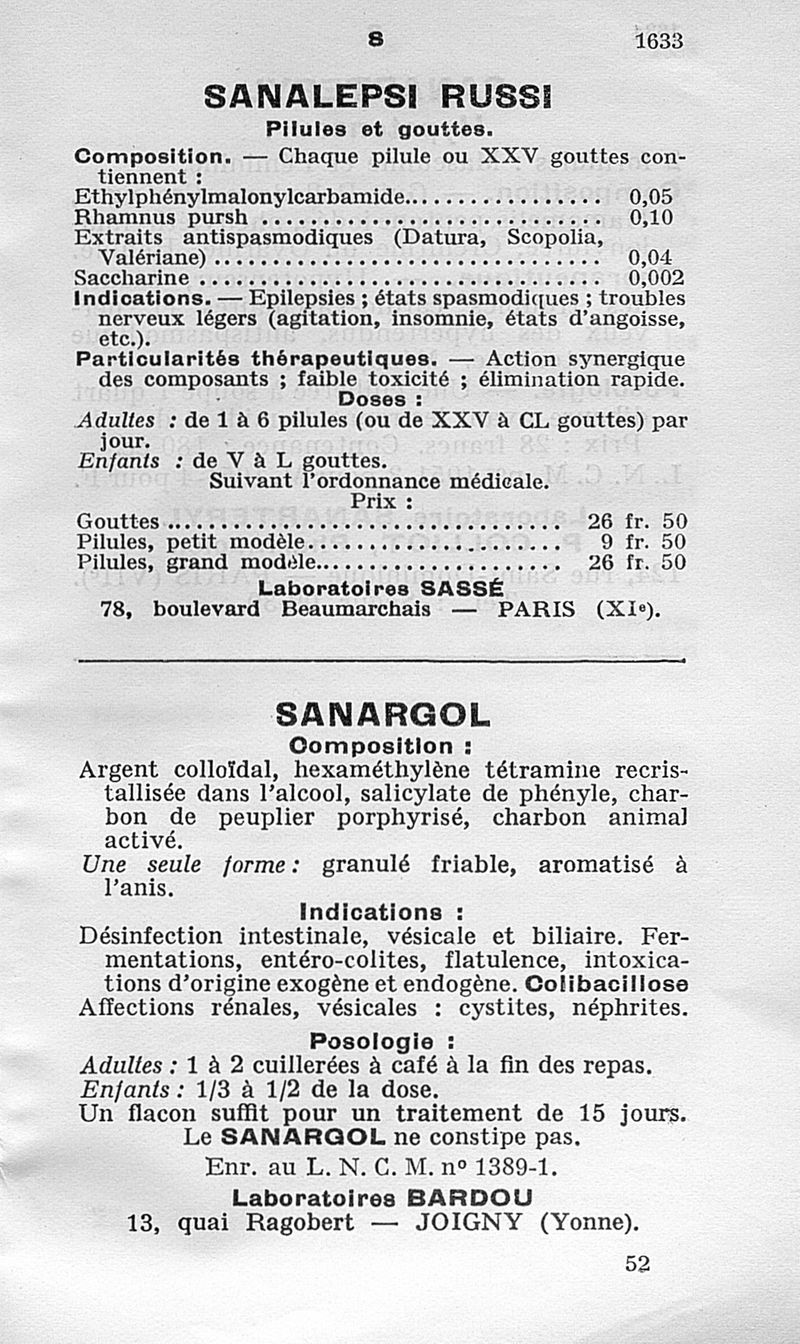 S 1633
SANALEPSI RUSSI
Pilules et gouttes.
Composition. — Chaque pilule ou XXV gouttes con-
tiennent :
Ethylphénylmalonylcarbamide................ 0,05
Rhamnus pursh ............................ 0,10
Extraits antispasmodiques (Datura, Scopolia,
Valériane) ................................ 0,04
Saccharine ................................. 0,002
Indications. — Epilepsies ; états spasmodiques ; troubles
nerveux légers (agitation, insomnie, états d'angoisse,
etc.).
Particularités thérapeutiques. — Action synergique
des composants ; faible toxicité ; élimination rapide.
Doses :
Adultes : de 1 à 6 pilules (ou de XXV à CL gouttes) par
jour.
Enfants : de V à L gouttes.
Suivant l'ordonnance médicale.
Prix :
Gouttes ................................. 26 fr. 50
Pilules, petit modèle..................... 9 fr. 50
Pilules, grand modèle.................... 26 fr. 50
Laboratoires SASSÉ
78, boulevard Beaumarchais — PARIS (XIe).
SANARGOL
Composition :
Argent colloïdal, hexaméthylène tétramine recris-
tallisée dans l'alcool, salicylate de phényle, char-
bon de peuplier porphyrisé, charbon animal
activé.
Une seule forme : granulé friable, aromatisé à
l'anis.
Indications :
Désinfection intestinale, vésicale et biliaire. Fer-
mentations, entéro-colites, flatulence, intoxica-
tions d'origine exogène et endogène. Colibacillose
Affections rénales, vésicales : cystites, néphrites.
Posologie :
Adultes : 1 à 2 cuillerées à café à la fin des repas.
Enfants : 1/3 à 1/2 de la dose.
Un flacon suffit pour un traitement de 15 jours.
Le SANARGOL ne constipe pas.
Enr. au L. N. C. M. nº 1389-1.
Laboratoires BARDOU
13, quai Ragobert — JOIGNY (Yonne).
52